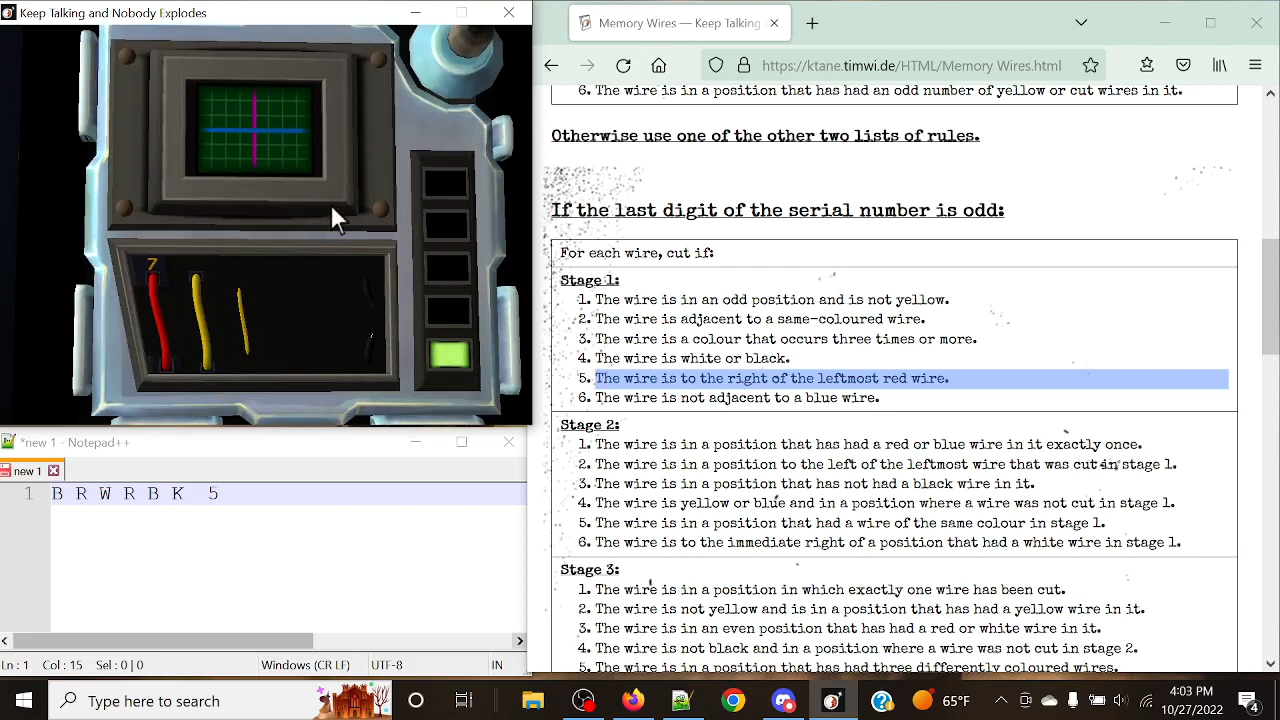 Keep Talking and Nobody Explodes
7
*new 1 - Notepad++
new 1
1 B R W R B K 5
Ln : 1 Col : 15 Sel : 0 | 0 Windows (CR LF) UTF-8 IN
Memory Wires — Keep Talking
https://ktane.timwi.de/HTML/Memory Wires.html
6. The wire is in a position that has had an odd number of yellow or cut wires in it.
Otherwise use one of the other two lists of rules.
If the last digit of the serial number is odd:
For each wire, cut if:
Stage 1:
1. The wire is in an odd position and is not yellow.
2. The wire is adjacent to a same-coloured wire.
3. The wire is a colour that occurs three times or more.
4. The wire is white or black.
5. The wire is to the right of the leftmost red wire.
6. The wire is not adjacent to a blue wire.
Stage 2:
1. The wire is in a position that has had a red or blue wire in it exactly once.
2. The wire is in a position to the left of the leftmost wire that was cut in stage 1.
3. The wire is in a position that has not had a black wire in it.
4. The wire is yellow or blue and in a position where a wire was not cut in stage 1.
5. The wire is in a position that had a wire of the same colour in stage 1.
6. The wire is to the immediate right of a position that had a white wire in stage 1.
Stage 3:
1. The wire is in a position in which exactly one wire has been cut.
2. The wire is not yellow and is in a position that has had a yellow wire in it.
3. The wire is in an even position that has had a red or white wire in it.
4. The wire is not black and in a position where a wire was not cut in stage 2.
5. The wire is in a position that has had three differently coloured wires.
Type here to search
65°F
4:03 PM
10/27/2022
4